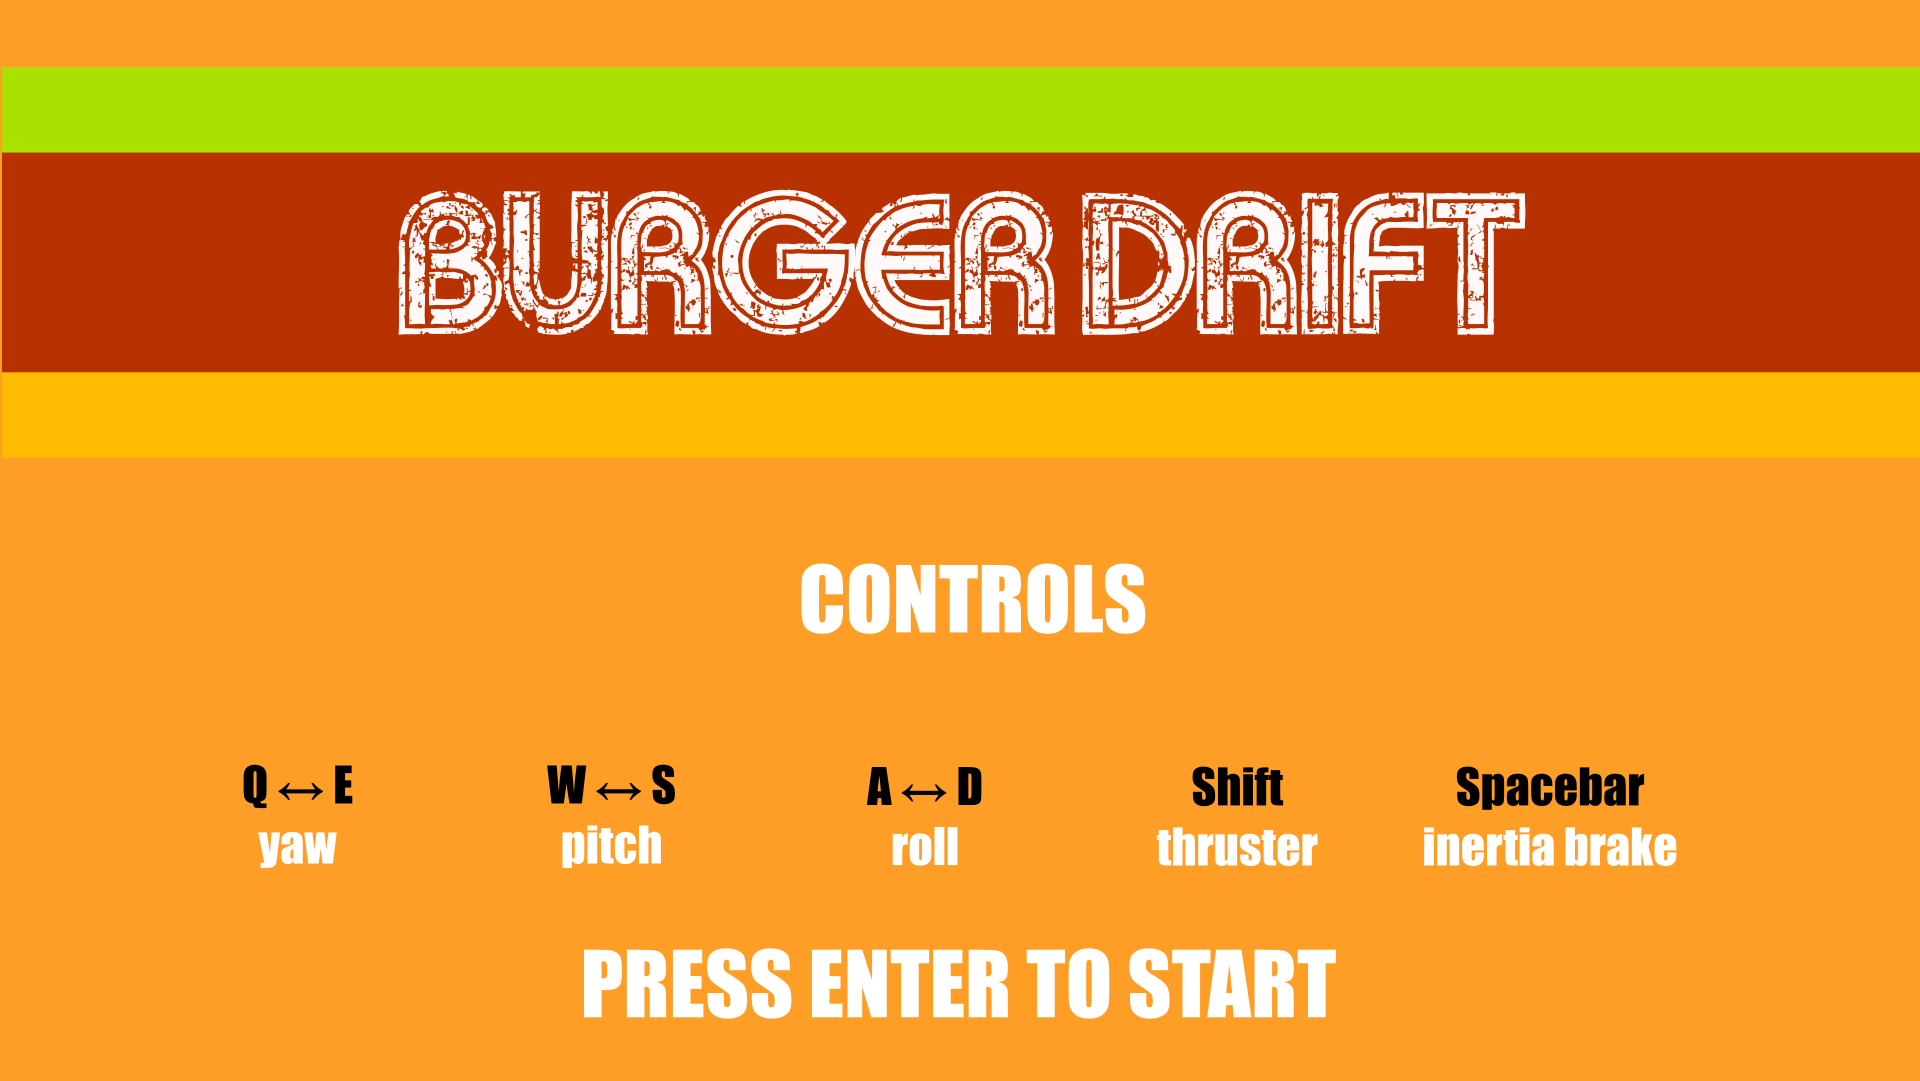 BURGER DRIFT
CONTROLS
Q ↔ E
yaw
W ↔ S
pitch
A ↔ D
roll
Shift
thruster
Spacebar
inertia brake
PRESS ENTER TO START